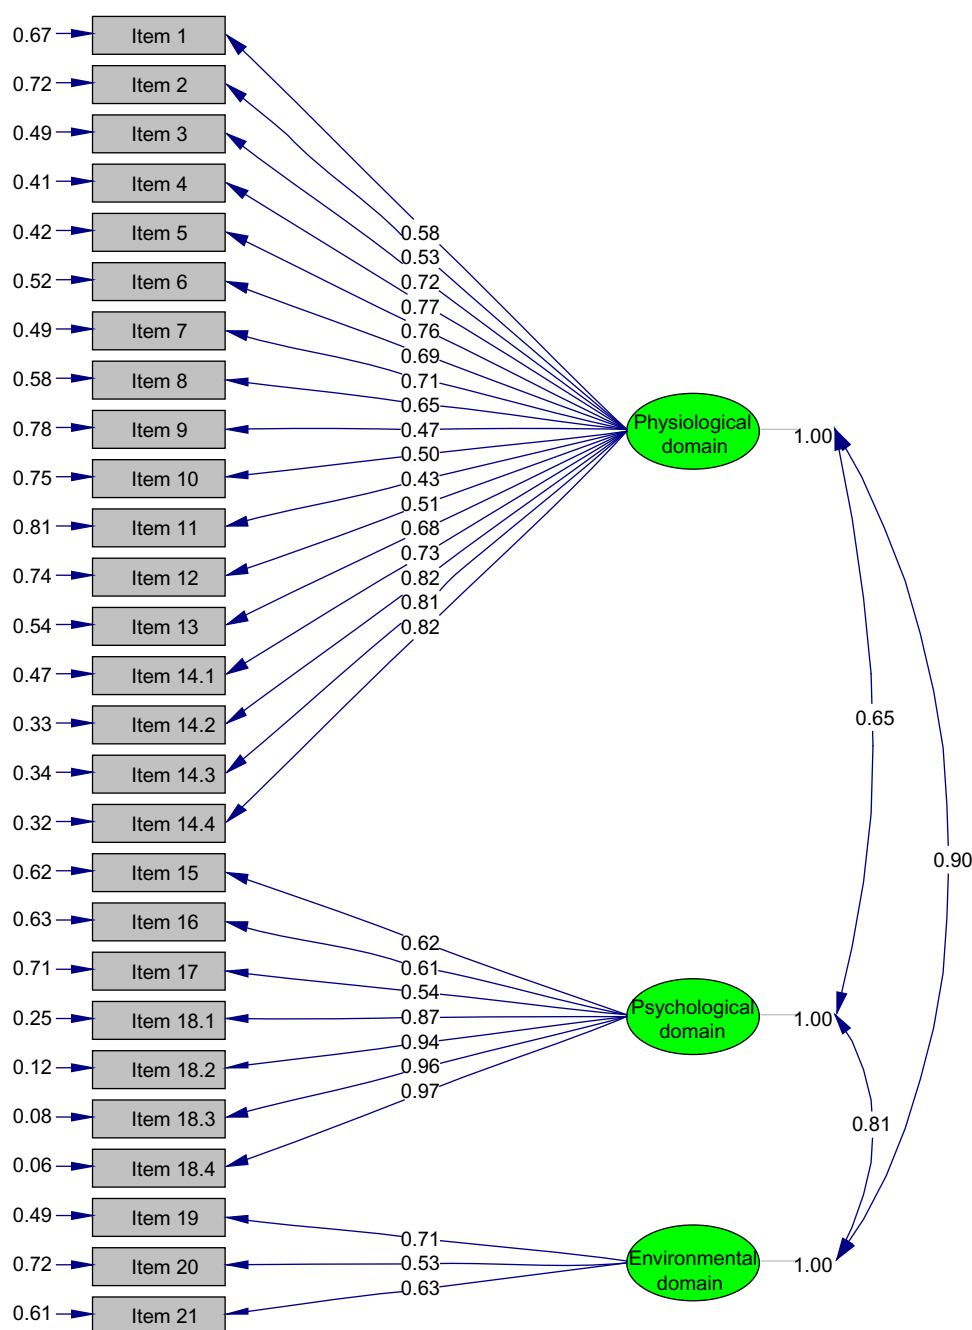 0.67 Item 1
0.72 Item 2
0.49 Item 3
0.41 Item 4
0.42 Item 5
0.52 Item 6
0.49 Item 7
0.58 Item 8
0.78 Item 9
0.75 Item 10
0.81 Item 11
0.74 Item 12
0.54 Item 13
0.47 Item 14.1
0.33 Item 14.2
0.34 Item 14.3
0.32 Item 14.4
0.62 Item 15
0.63 Item 16
0.71 Item 17
0.25 Item 18.1
0.12 Item 18.2
0.08 Item 18.3
0.06 Item 18.4
0.49 Item 19
0.72 Item 20
0.61 Item 21
0.58
0.53
0.72
0.77
0.76
0.69
0.71
0.65
0.47
0.50
0.43
0.51
0.68
0.73
0.82
0.81
0.82
0.62
0.61
0.54
0.87
0.94
0.96
0.97
0.71
0.53
0.63
Physiological
domain
1.00
Psychological
domain
1.00
Environmental
domain
1.00
0.65
0.90
0.81